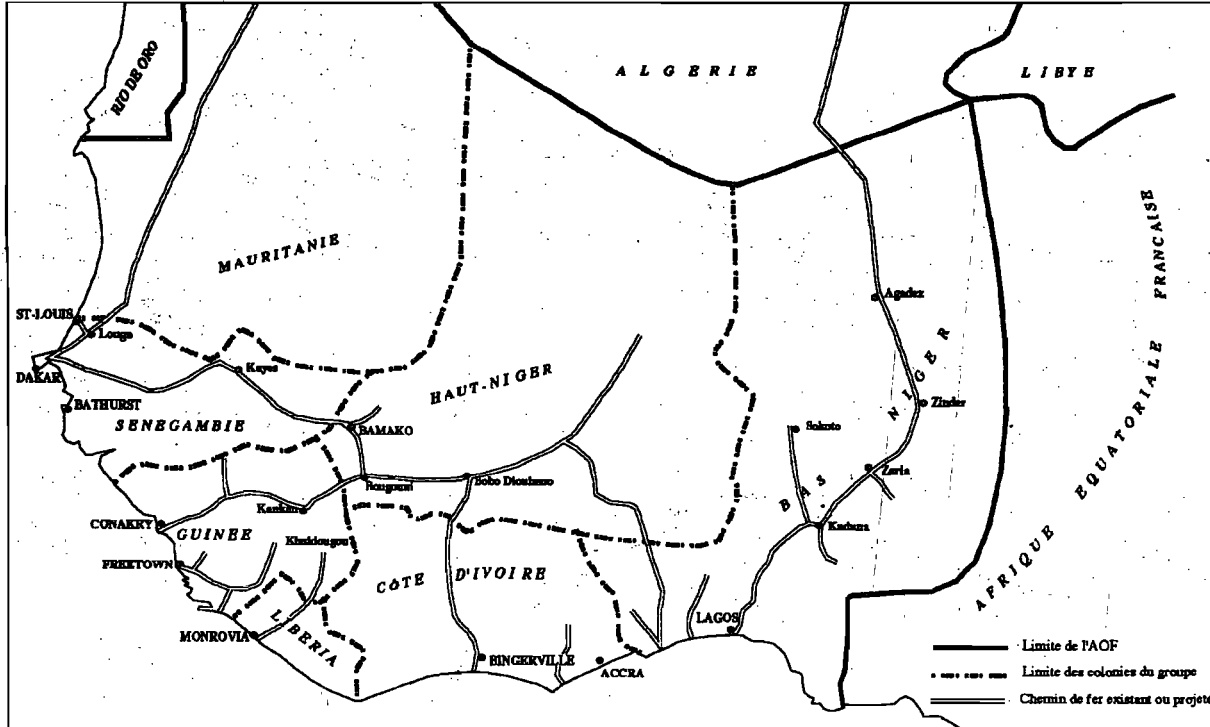 RIO DE ORO
ALGERIE
LIBYE
MAURITANIE
AFRIQUE EQUATORIALE FRANCAISE
ST-LOUIS
Louga
Agadez
DAKAR
Kayes
HAUT-NIGER
BAS NIGER
Zinder
BATHURST
SENEGAMBIE
BAMAKO
Sokoto
Zaria
Bougouni
Bobo Dioulasso
Kankan
CONAKRY
GUINEE
Kaduna
FREETOWN
CÔTE D'IVOIRE
LAGOS
MONROVIA
LIBERIA
BINGERVILLE
ACCRA
Limite de l'AOF
Limite des colonies du groupe
Chemin de fer existant ou projeté